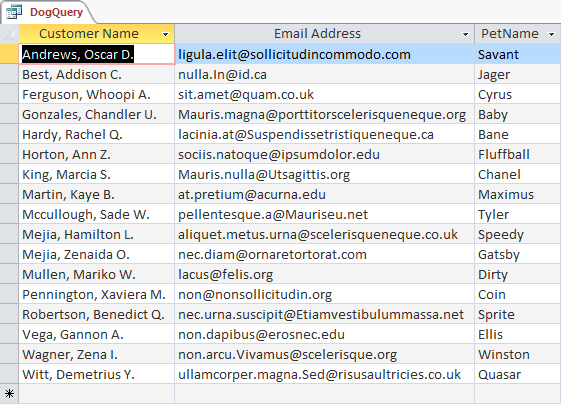 DogQuery
Customer Name Email Address PetName
Andrews, Oscar D. ligula.elit@sollicitudincommodo.com Savant
Best, Addison C. nulla.In@id.ca Jager
Ferguson, Whoopi A. sit.amet@quam.co.uk Cyrus
Gonzales, Chandler U. Mauris.magna@porttitorscelerisqueneque.org Baby
Hardy, Rachel Q. lacinia.at@Suspendissetristiqueneque.ca Bane
Horton, Ann Z. sociis.natoque@ipsumdolor.edu Fluffball
King, Marcia S. Mauris.nulla@Utsagittis.org Chanel
Martin, Kaye B. at.pretium@acurna.edu Maximus
Mccullough, Sade W. pellentesque.a@Mauriseu.net Tyler
Mejia, Hamilton L. aliquet.metus.urna@scelerisqueneque.co.uk Speedy
Mejia, Zenaida O. nec.diam@ornaretortorat.com Gatsby
Mullen, Mariko W. lacus@felis.org Dirty
Pennington, Xaviera M. non@nonsollicitudin.org Coin
Robertson, Benedict Q. nec.urna.suscipit@Etiamvestibulummassa.net Sprite
Vega, Gannon A. non.dapibus@erosnec.edu Ellis
Wagner, Zena I. non.arcu.Vivamus@scelerisque.org Winston
Witt, Demetrius Y. ullamcorper.magna.Sed@risusaultricies.co.uk Quasar